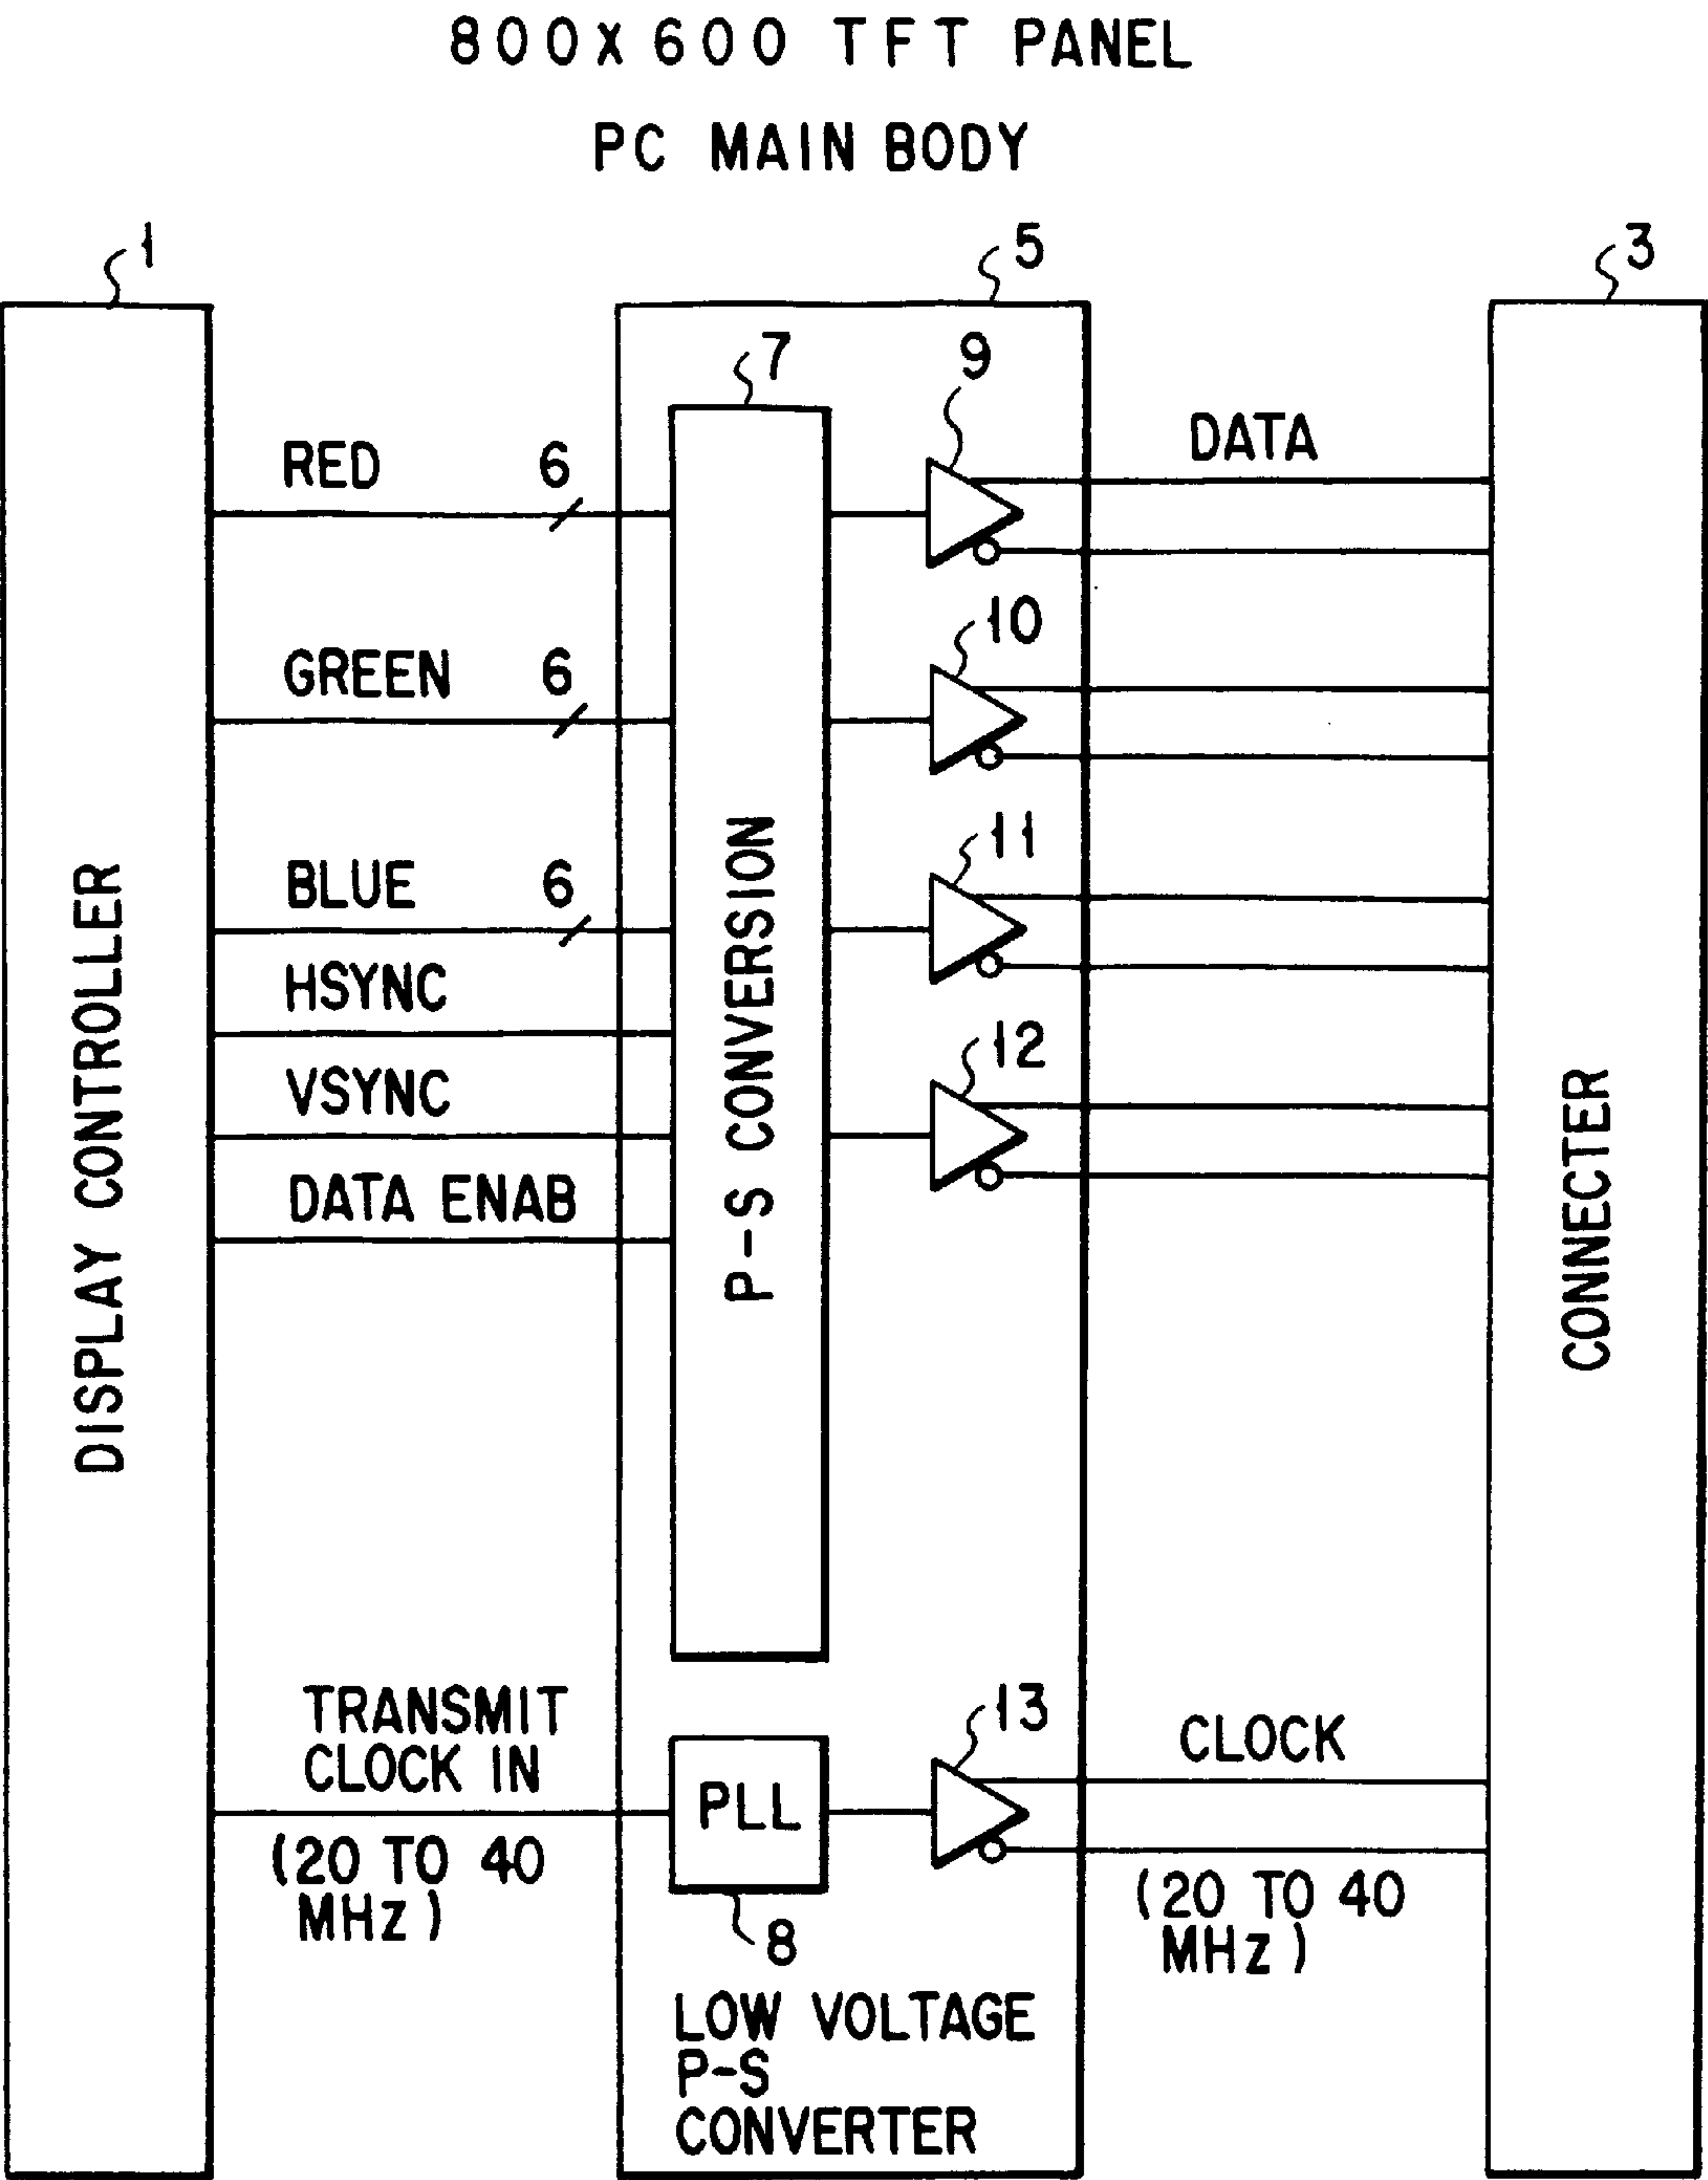 800X600 TFT PANEL
PC MAIN BODY
1
5
3
7
9
RED 6
DATA
10
GREEN 6
11
BLUE 6
HSYNC
12
VSYNC
DATA ENAB
DISPLAY CONTROLLER
P-S CONVERSION
CONNECTER
TRANSMIT
CLOCK IN
(20 TO 40
MHz)
PLL
13
CLOCK
(20 TO 40
MHz)
8
LOW VOLTAGE
P-S
CONVERTER